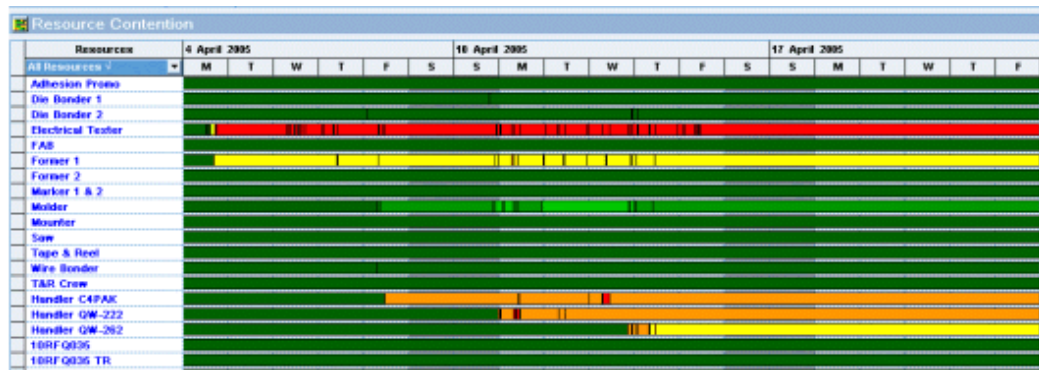 Resource Contention
Resources 4 April 2005 10 April 2005 17 April 2005
All Resources M T W T F S S M T W T F S S M T W T F
Adhesion Promo
Die Bonder 1
Die Bonder 2
Electrical Tester
FAB
Former 1
Former 2
Marker 1 & 2
Molder
Mounter
Saw
Tape & Reel
Wire Bonder
T&R Crew
Handler C4PAK
Handler QW-222
Handler QW-262
10RFQ035
10RFQ035 TR